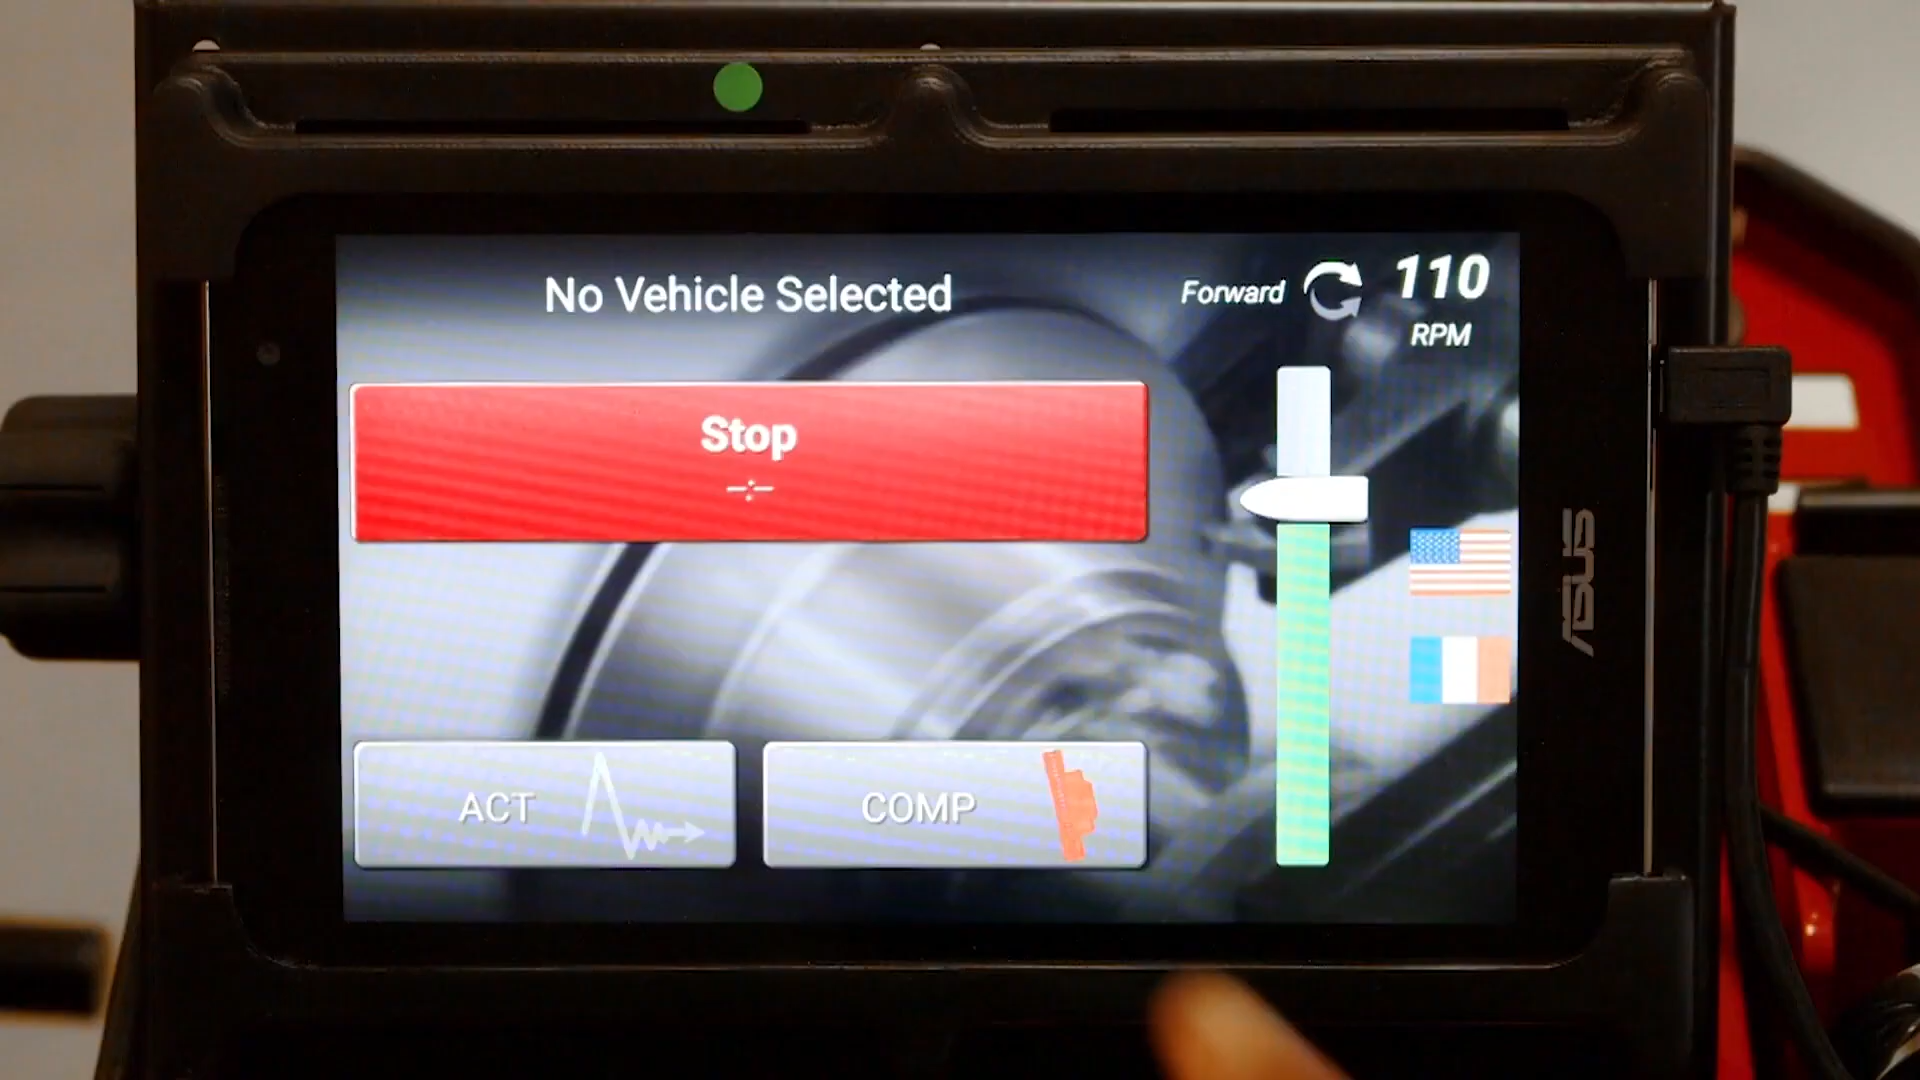 No Vehicle Selected
Forward
110
RPM
Stop
ACT
COMP
ASUS